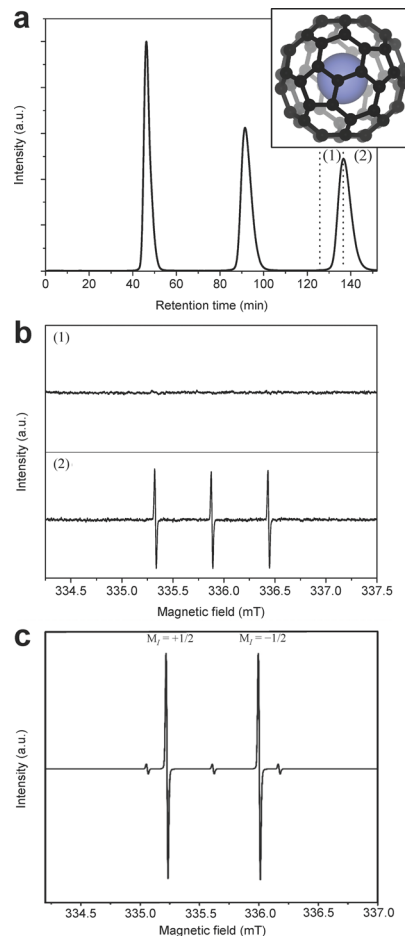 a
(1) (2)
Intensity (a.u.)
0 20 40 60 80 100 120 140
Retention time (min)
b
(1)
(2)
Intensity (a.u.)
334.5 335.0 335.5 336.0 336.5 337.0 337.5
Magnetic field (mT)
c
M_I = +1/2 M_I = −1/2
Intensity (a.u.)
334.5 335.0 335.5 336.0 336.5 337.0
Magnetic field (mT)